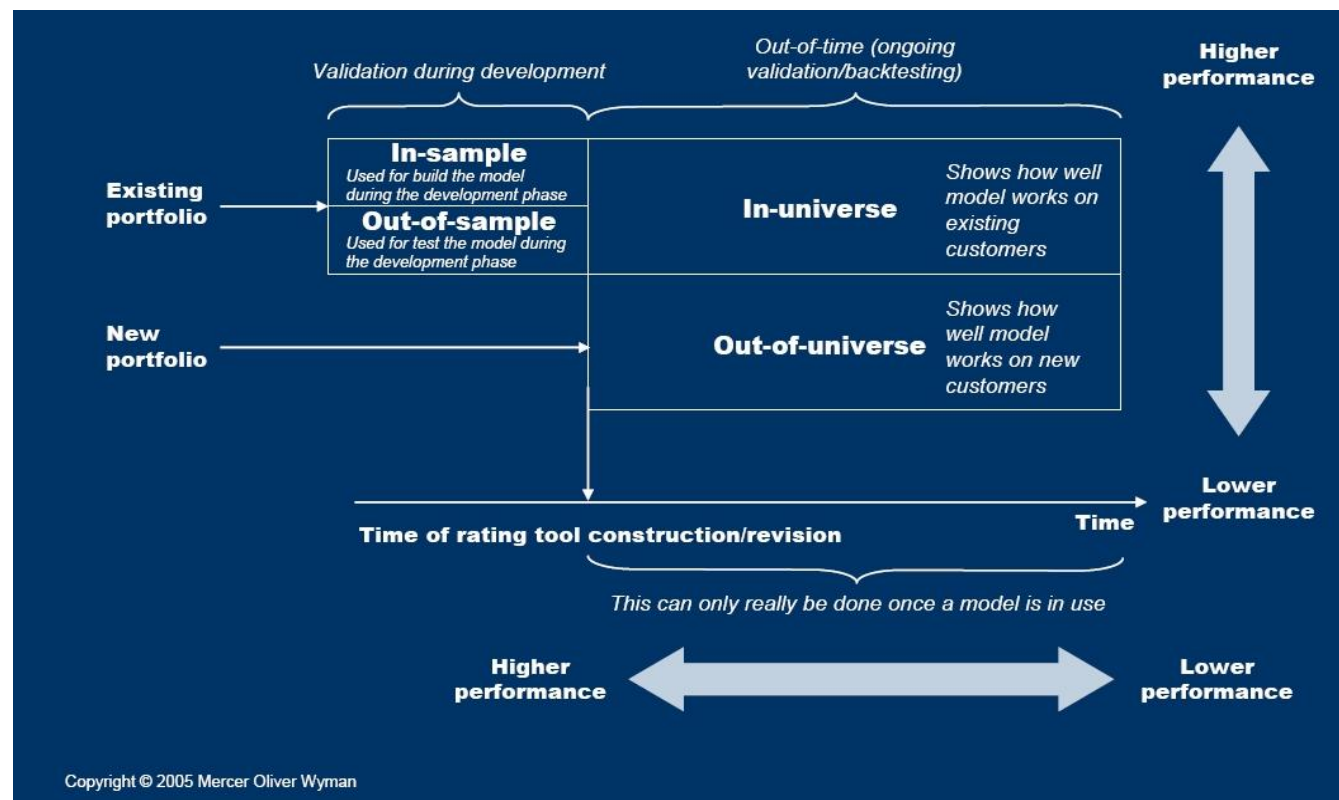 Validation during development
Out-of-time (ongoing
validation/backtesting)
Higher
performance
Existing
portfolio
In-sample
Used for build the model
during the development phase
Out-of-sample
Used for test the model during
the development phase
In-universe
Shows how well
model works on
existing
customers
New
portfolio
Out-of-universe
Shows how
well model
works on new
customers
Lower
performance
Time of rating tool construction/revision
Time
This can only really be done once a model is in use
Higher
performance
Lower
performance
Copyright © 2005 Mercer Oliver Wyman